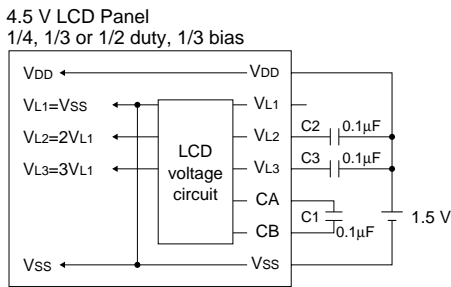 4.5 V LCD Panel
1/4, 1/3 or 1/2 duty, 1/3 bias
VDD VDD
VL1=VSS VL1
VL2=2VL1 VL2 C2 0.1μF
VL3=3VL1 VL3 C3 0.1μF
LCD
voltage
circuit
CA
C1 1.5 V
CB 0.1μF
VSS VSS